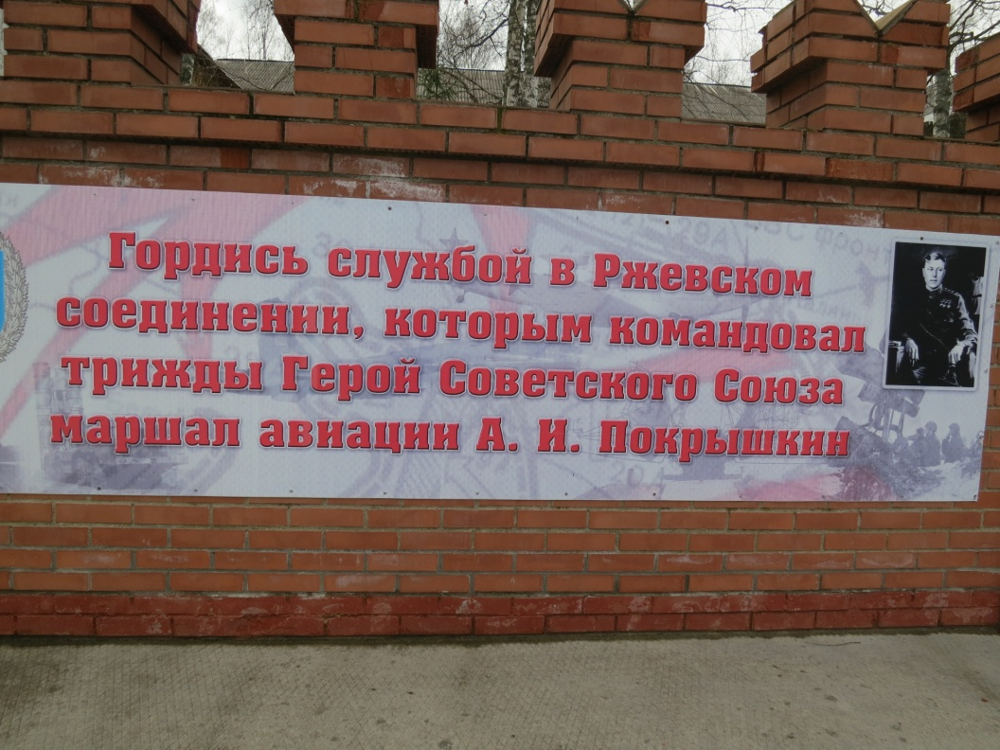 Гордись службой в Ржевском
соединении, которым командовал
трижды Герой Советского Союза
маршал авиации А. И. Покрышкин